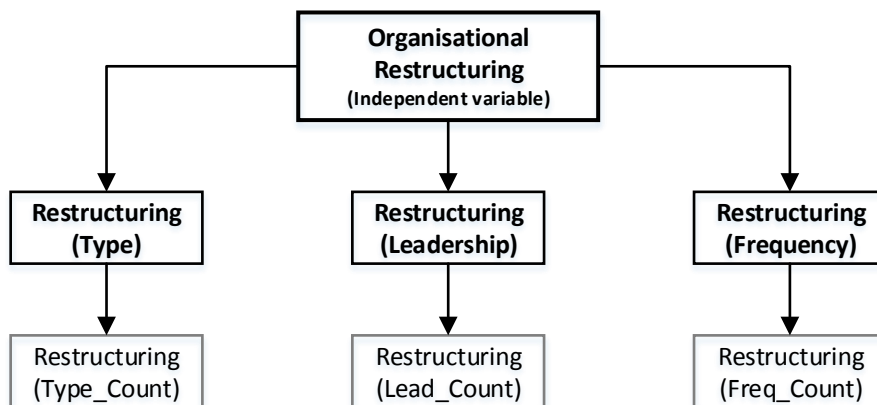 Organisational
Restructuring
(Independent variable)
Restructuring
(Type)
Restructuring
(Leadership)
Restructuring
(Frequency)
Restructuring
(Type_Count)
Restructuring
(Lead_Count)
Restructuring
(Freq_Count)